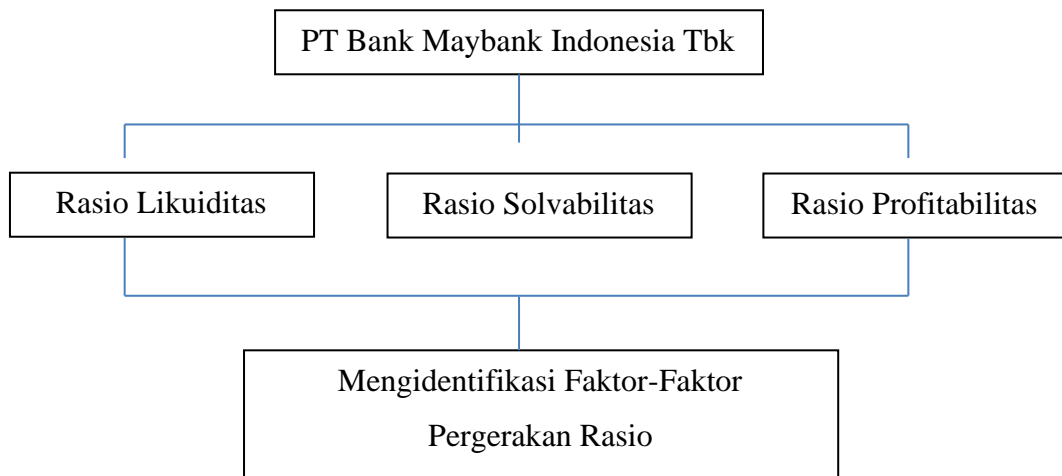 PT Bank Maybank Indonesia Tbk
Rasio Likuiditas
Rasio Solvabilitas
Rasio Profitabilitas
Mengidentifikasi Faktor-Faktor
Pergerakan Rasio